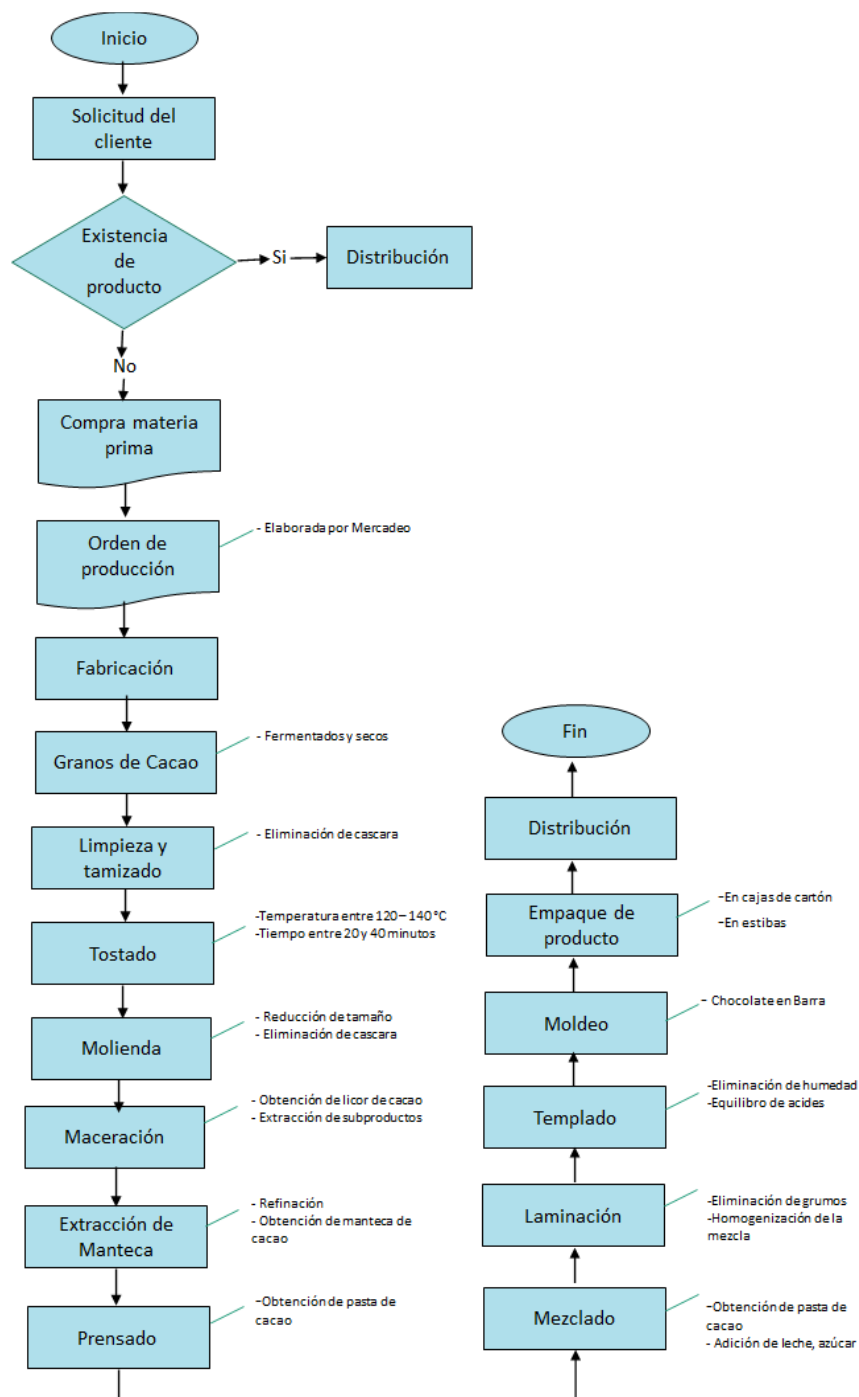 Inicio
Solicitud del
cliente
Existencia
de
producto
Si
Distribución
No
Compra materia
prima
Orden de
producción
- Elaborada por Mercadeo
Fabricación
Granos de Cacao
- Fermentados y secos
Limpieza y
tamizado
- Eliminación de cascara
Tostado
-Temperatura entre 120 – 140 °C
-Tiempo entre 20 y 40 minutos
Molienda
- Reducción de tamaño
- Eliminación de cascara
Maceración
- Obtención de licor de cacao
- Extracción de subproductos
Extracción de
Manteca
- Refinación
- Obtención de manteca de
cacao
Prensado
-Obtención de pasta de
cacao
Mezclado
-Obtención de pasta de
cacao
- Adición de leche, azúcar
Laminación
-Eliminación de grumos
-Homogenización de la
mezcla
Templado
-Eliminación de humedad
-Equilibro de acides
Moldeo
- Chocolate en Barra
Empaque de
producto
-En cajas de cartón
-En estibas
Distribución
Fin